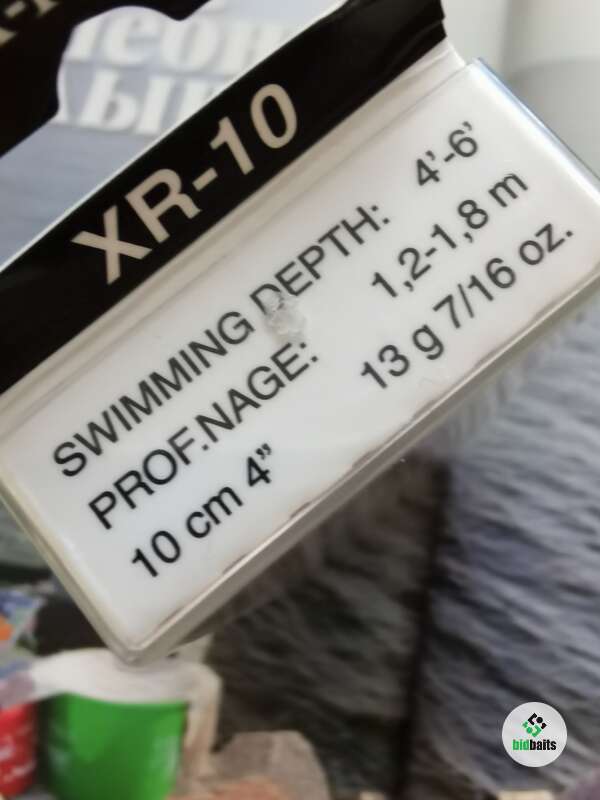 XR-10
SWIMMING DEPTH: 4'-6'
PROF.NAGE: 1,2-1,8 m
10 cm 4” 13 g 7/16 oz.
bidbaits